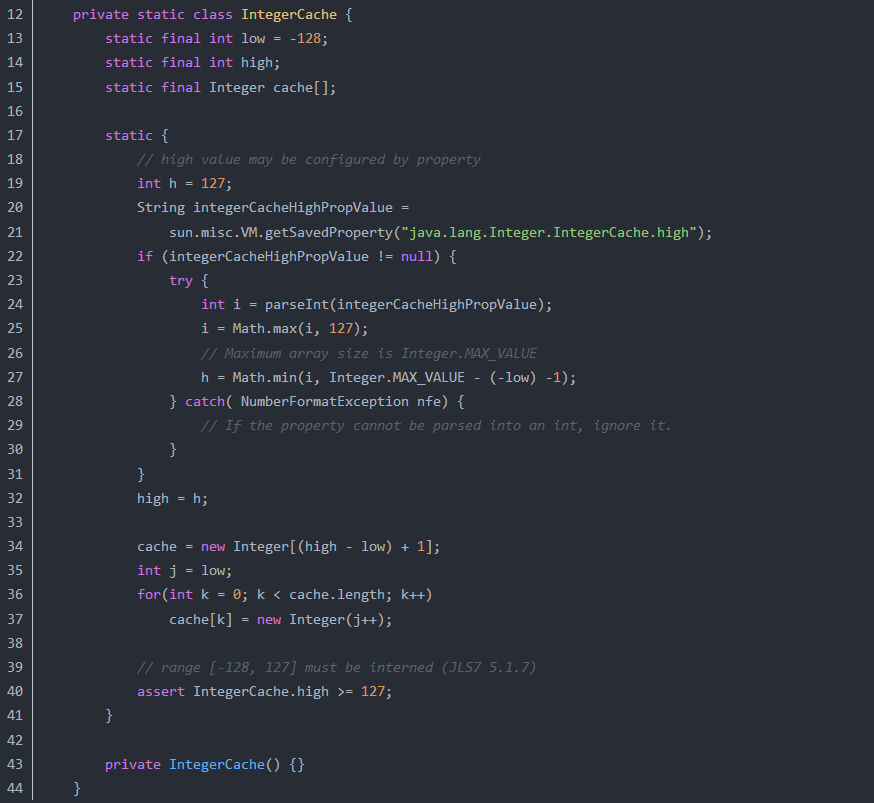 12 private static class IntegerCache {
13 static final int low = -128;
14 static final int high;
15 static final Integer cache[];
16
17 static {
18 // high value may be configured by property
19 int h = 127;
20 String integerCacheHighPropValue =
21 sun.misc.VM.getSavedProperty("java.lang.Integer.IntegerCache.high");
22 if (integerCacheHighPropValue != null) {
23 try {
24 int i = parseInt(integerCacheHighPropValue);
25 i = Math.max(i, 127);
26 // Maximum array size is Integer.MAX_VALUE
27 h = Math.min(i, Integer.MAX_VALUE - (-low) -1);
28 } catch( NumberFormatException nfe) {
29 // If the property cannot be parsed into an int, ignore it.
30 }
31 }
32 high = h;
33
34 cache = new Integer[(high - low) + 1];
35 int j = low;
36 for(int k = 0; k < cache.length; k++)
37 cache[k] = new Integer(j++);
38
39 // range [-128, 127] must be interned (JLS7 5.1.7)
40 assert IntegerCache.high >= 127;
41 }
42
43 private IntegerCache() {}
44 }